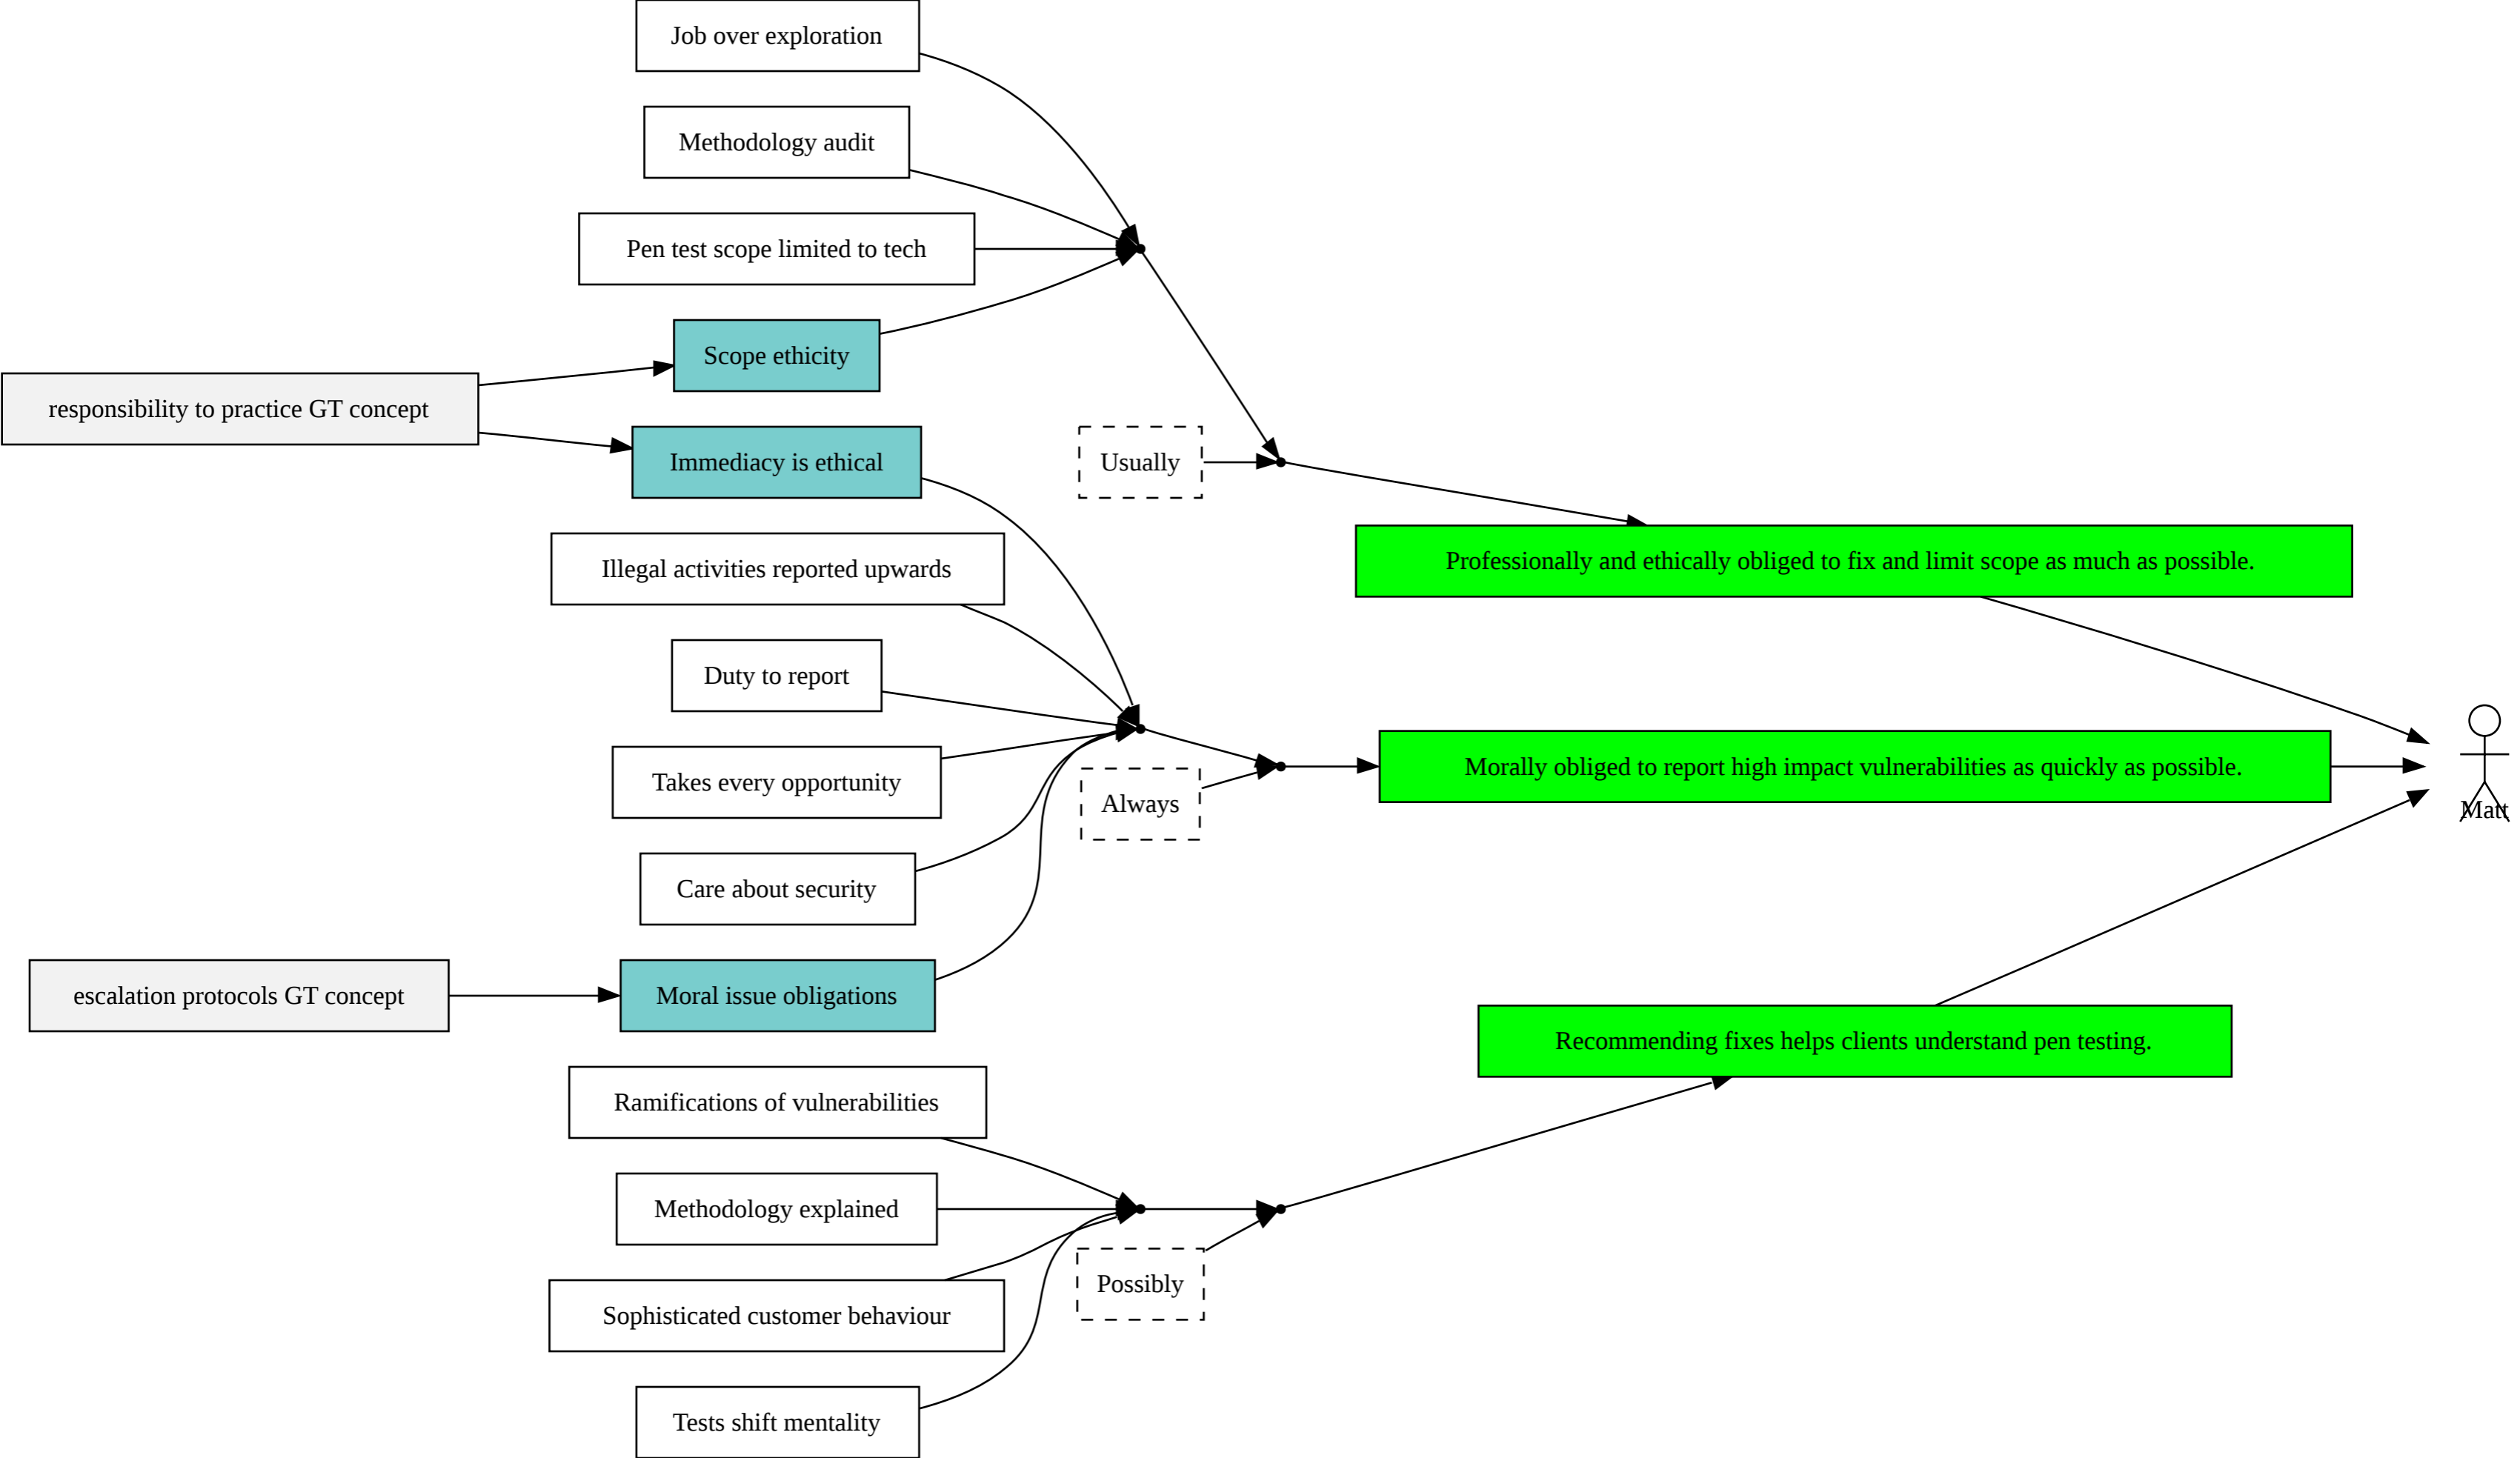 Job over exploration
Methodology audit
Pen test scope limited to tech
Scope ethicity
responsibility to practice GT concept
Immediacy is ethical
Usually
Illegal activities reported upwards
Professionally and ethically obliged to fix and limit scope as much as possible.
Duty to report
Takes every opportunity
Always
Morally obliged to report high impact vulnerabilities as quickly as possible.
Matt
Care about security
escalation protocols GT concept
Moral issue obligations
Recommending fixes helps clients understand pen testing.
Ramifications of vulnerabilities
Methodology explained
Possibly
Sophisticated customer behaviour
Tests shift mentality